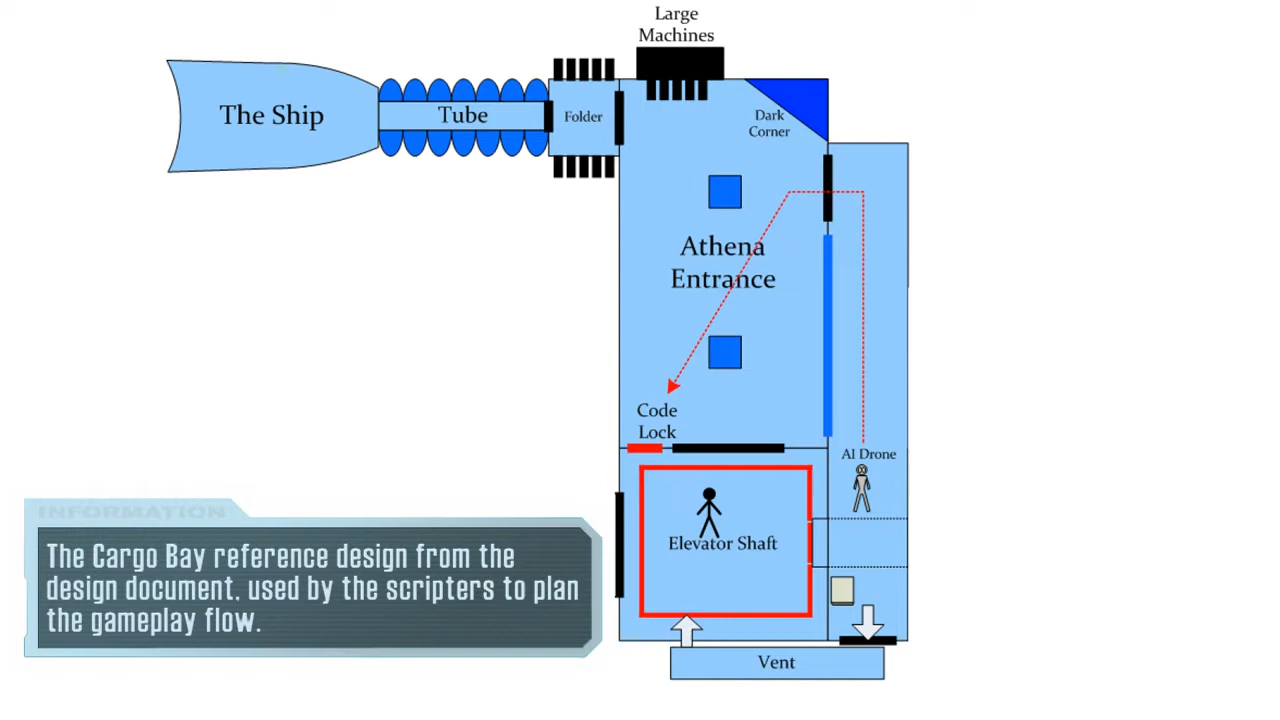 Large
Machines
The Ship
Tube
Folder
Dark
Corner
Athena
Entrance
Code
Lock
AI Drone
Elevator Shaft
Vent
INFORMATION
The Cargo Bay reference design from the
design document, used by the scripters to plan
the gameplay flow.